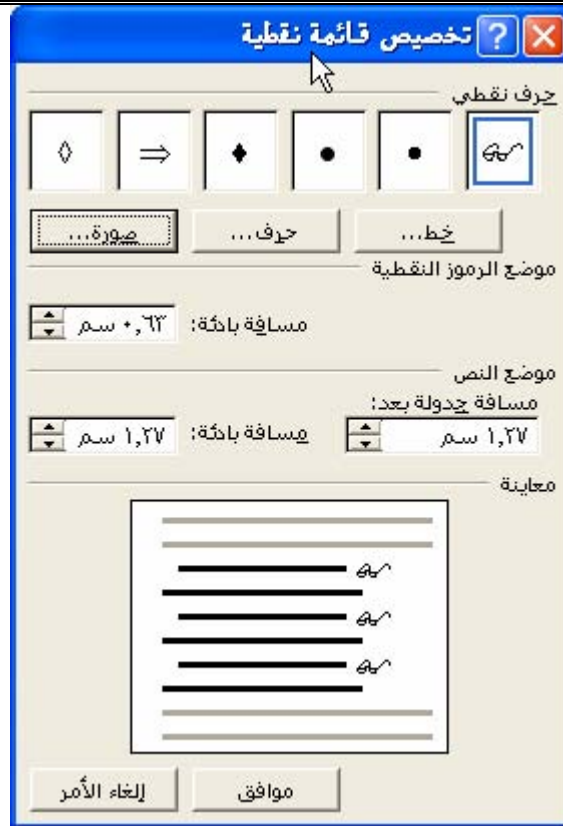 تخصيص قائمة نقطية
حرف نقطي
خط... حرف... صورة...
موضع الرموز النقطية
مسافة بادئة: ٠,٦٣ سم
موضع النص
مسافة جدولة بعد:
١,٢٧ سم مسافة بادئة: ١,٢٧ سم
معاينة
موافق إلغاء الأمر